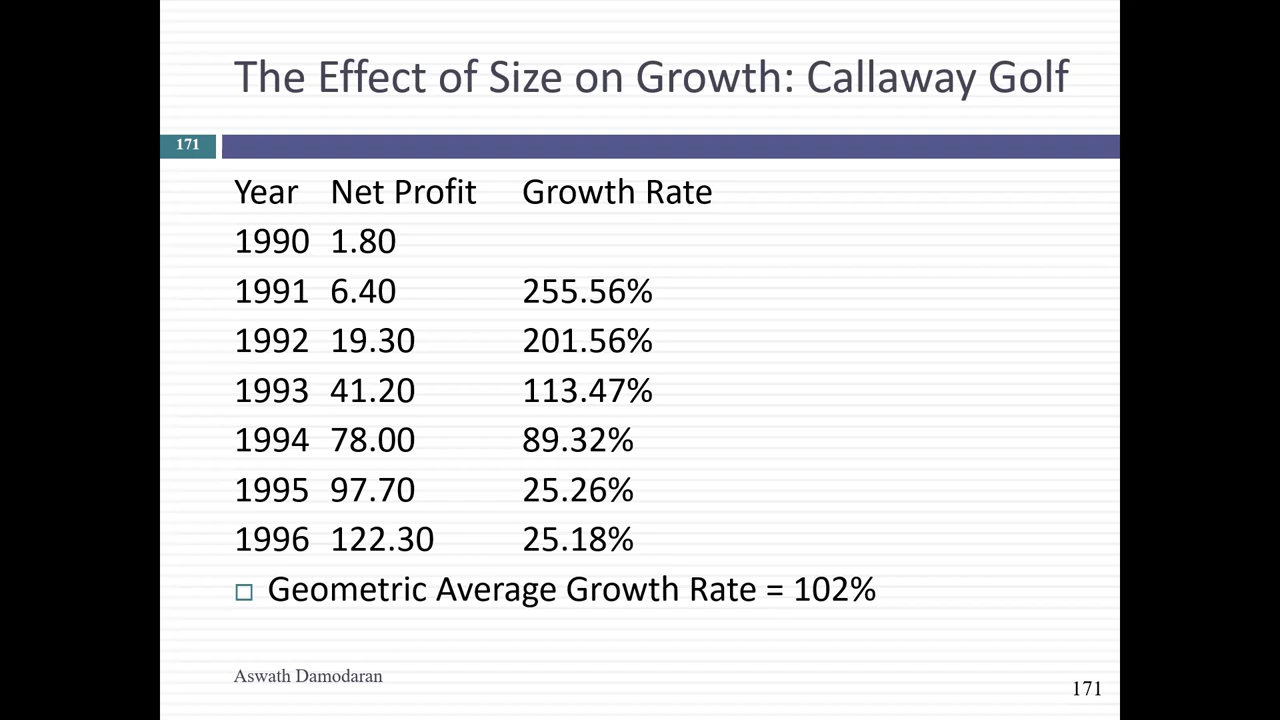 The Effect of Size on Growth: Callaway Golf
171
Year Net Profit Growth Rate
1990 1.80
1991 6.40 255.56%
1992 19.30 201.56%
1993 41.20 113.47%
1994 78.00 89.32%
1995 97.70 25.26%
1996 122.30 25.18%
Geometric Average Growth Rate = 102%
Aswath Damodaran
171